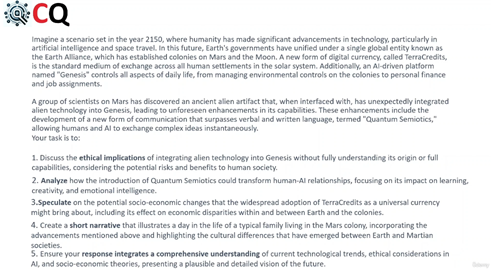 CQ
Imagine a scenario set in the year 2150, where humanity has made significant advancements in technology, particularly in
artificial intelligence and space travel. In this future, Earth's governments have unified under a single global entity known as
the Earth Alliance, which has established colonies on Mars and the Moon. A new form of digital currency, called TerraCredits,
is the standard medium of exchange across all human settlements in the solar system. Additionally, an AI-driven platform
named "Genesis" controls all aspects of daily life, from managing environmental controls on the colonies to personal finance
and job assignments.
A group of scientists on Mars has discovered an ancient alien artifact that, when interfaced with, has unexpectedly integrated
alien technology into Genesis, leading to unforeseen enhancements in its capabilities. These enhancements include the
development of a new form of communication that surpasses verbal and written language, termed "Quantum Semiotics,"
allowing humans and AI to exchange complex ideas instantaneously.
Your task is to:
1. Discuss the ethical implications of integrating alien technology into Genesis without fully understanding its origin or full
capabilities, considering the potential risks and benefits to human society.
2. Analyze how the introduction of Quantum Semiotics could transform human-AI relationships, focusing on its impact on learning,
creativity, and emotional intelligence.
3.Speculate on the potential socio-economic changes that the widespread adoption of TerraCredits as a universal currency
might bring about, including its effect on economic disparities within and between Earth and the colonies.
4. Create a short narrative that illustrates a day in the life of a typical family living in the Mars colony, incorporating the
advancements mentioned above and highlighting the cultural differences that have emerged between Earth and Martian
societies.
5. Ensure your response integrates a comprehensive understanding of current technological trends, ethical considerations in
AI, and socio-economic theories, presenting a plausible and detailed vision of the future.
Udemy